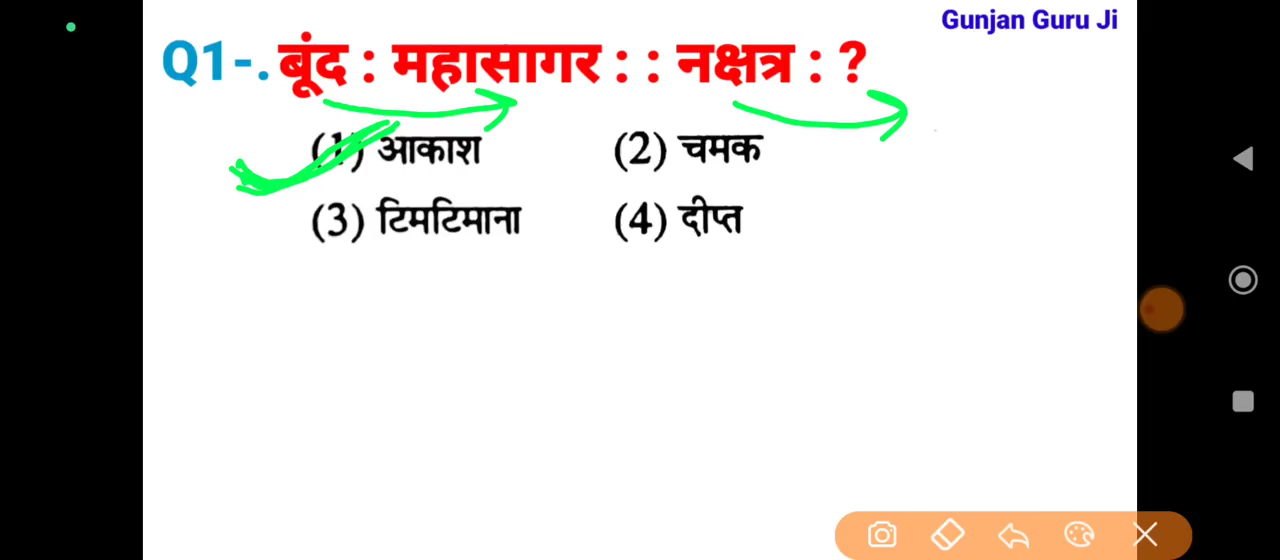 Gunjan Guru Ji
Q1-. बूंद : महासागर : : नक्षत्र : ?
(1) आकाश (2) चमक
(3) टिमटिमाना (4) दीप्त